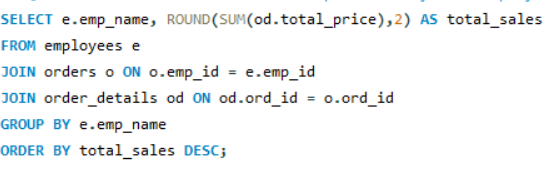 SELECT e.emp_name, ROUND(SUM(od.total_price),2) AS total_sales
FROM employees e
JOIN orders o ON o.emp_id = e.emp_id
JOIN order_details od ON od.ord_id = o.ord_id
GROUP BY e.emp_name
ORDER BY total_sales DESC;